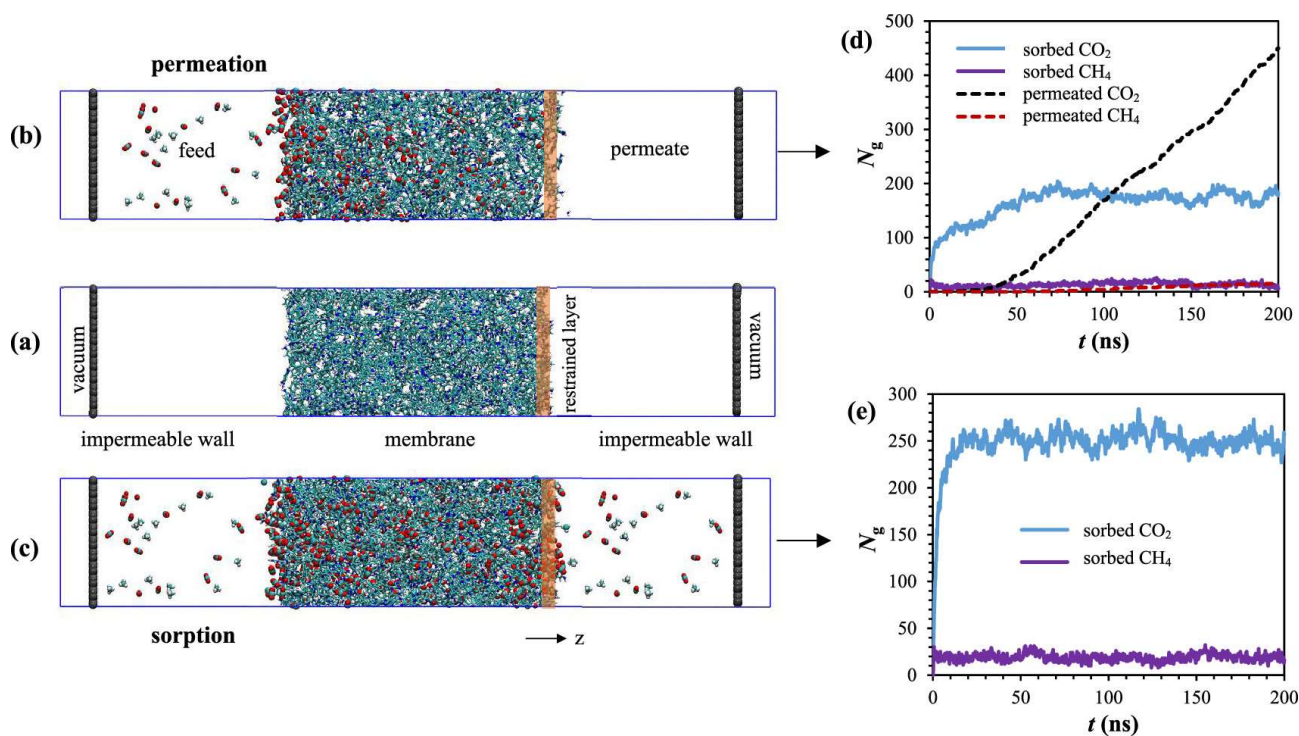 permeation
(b)
feed
permeate
(a)
vacuum
restrained layer
vacuum
impermeable wall
membrane
impermeable wall
(c)
sorption
z
(d)
500
400
300
200
100
0
N_g
sorbed CO₂
sorbed CH₄
permeated CO₂
permeated CH₄
0 50 100 150 200
t (ns)
(e)
300
250
200
150
100
50
0
N_g
sorbed CO₂
sorbed CH₄
0 50 100 150 200
t (ns)